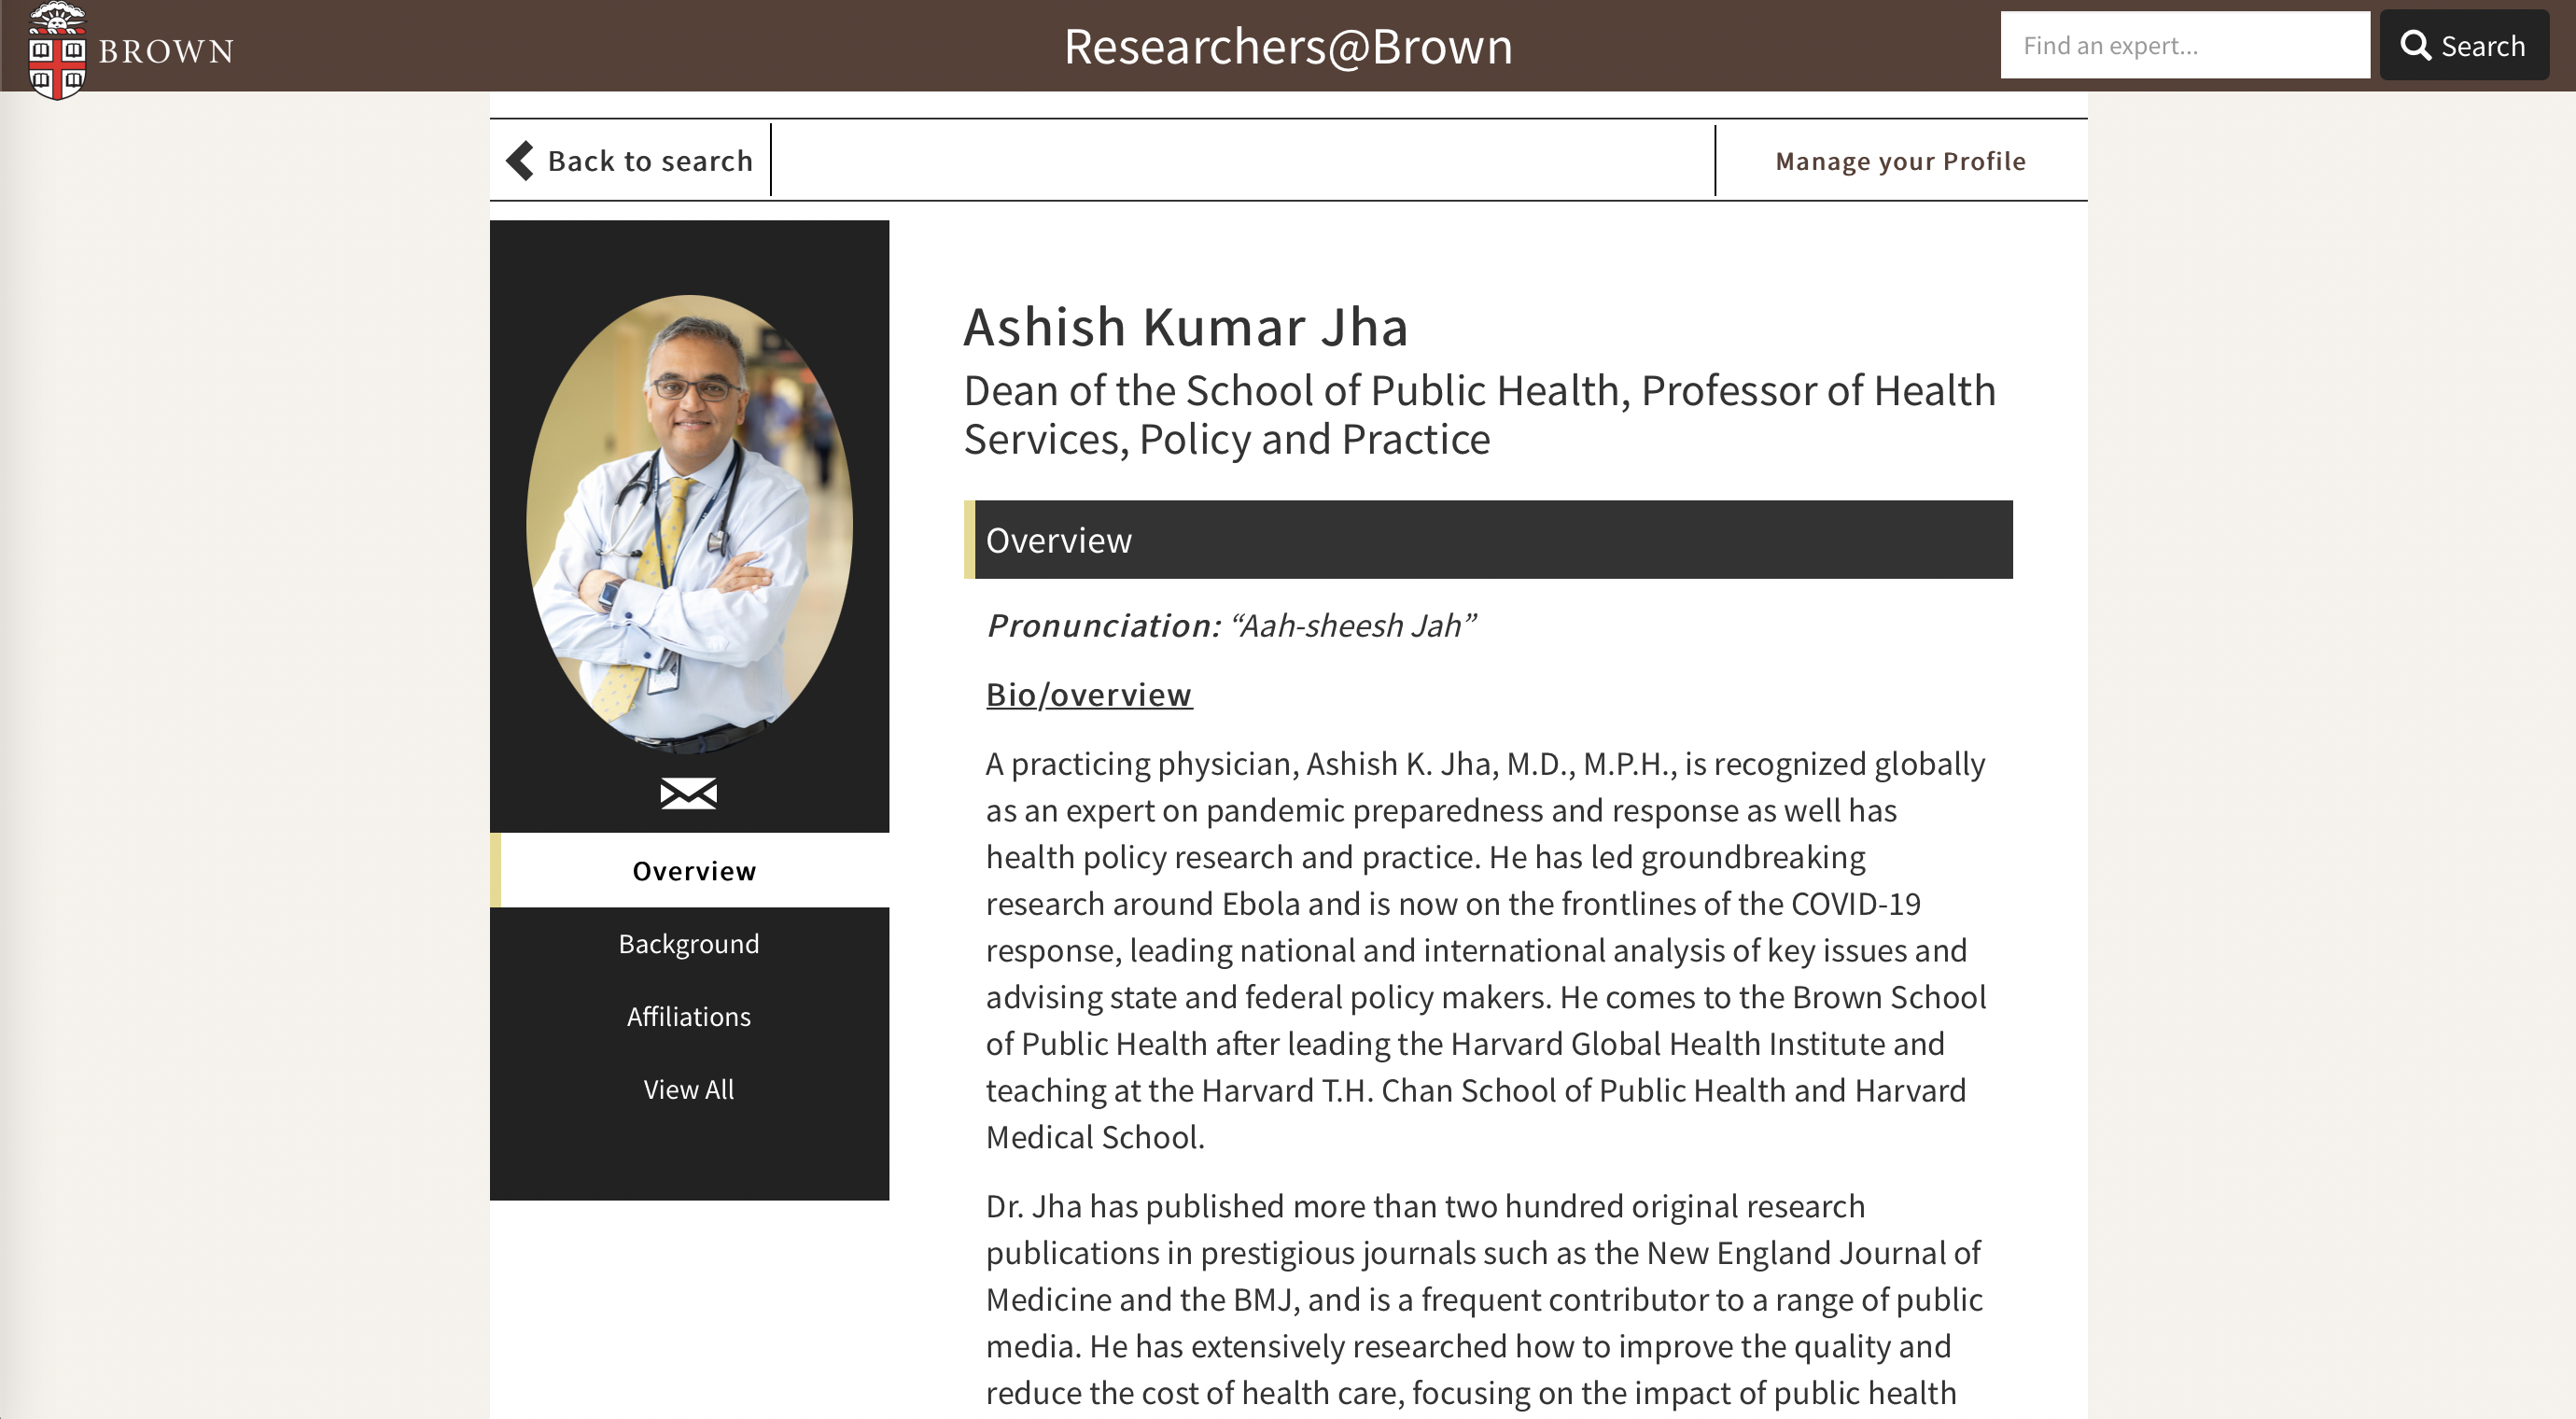 BROWN
Researchers@Brown
Find an expert...
Search
Back to search
Manage your Profile
Ashish Kumar Jha
Dean of the School of Public Health, Professor of Health
Services, Policy and Practice
Overview
Pronunciation: “Aah-sheesh Jah”
Bio/overview
A practicing physician, Ashish K. Jha, M.D., M.P.H., is recognized globally
as an expert on pandemic preparedness and response as well has
health policy research and practice. He has led groundbreaking
research around Ebola and is now on the frontlines of the COVID-19
response, leading national and international analysis of key issues and
advising state and federal policy makers. He comes to the Brown School
of Public Health after leading the Harvard Global Health Institute and
teaching at the Harvard T.H. Chan School of Public Health and Harvard
Medical School.
Dr. Jha has published more than two hundred original research
publications in prestigious journals such as the New England Journal of
Medicine and the BMJ, and is a frequent contributor to a range of public
media. He has extensively researched how to improve the quality and
reduce the cost of health care, focusing on the impact of public health
Overview
Background
Affiliations
View All